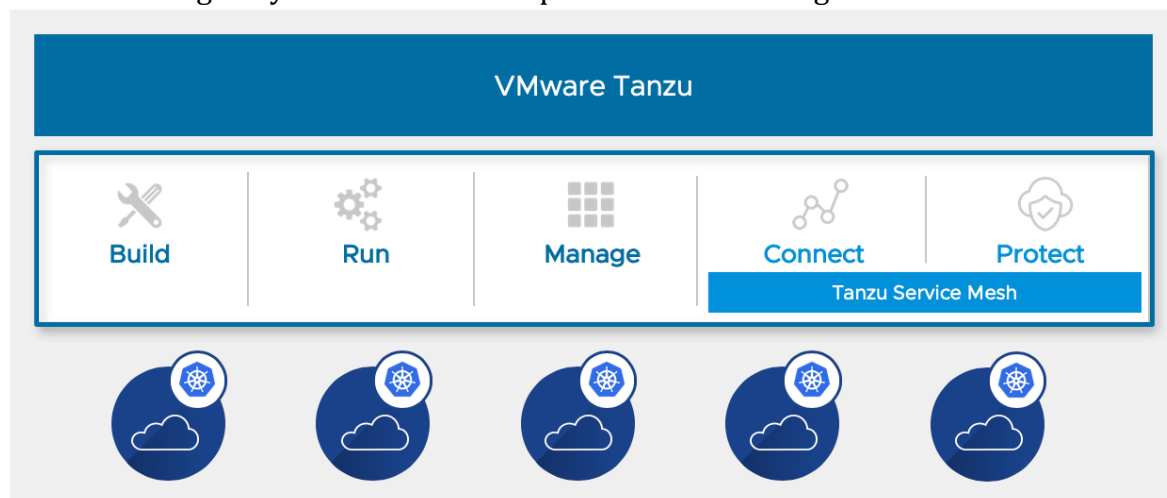 VMware Tanzu
Build
Run
Manage
Connect
Protect
Tanzu Service Mesh